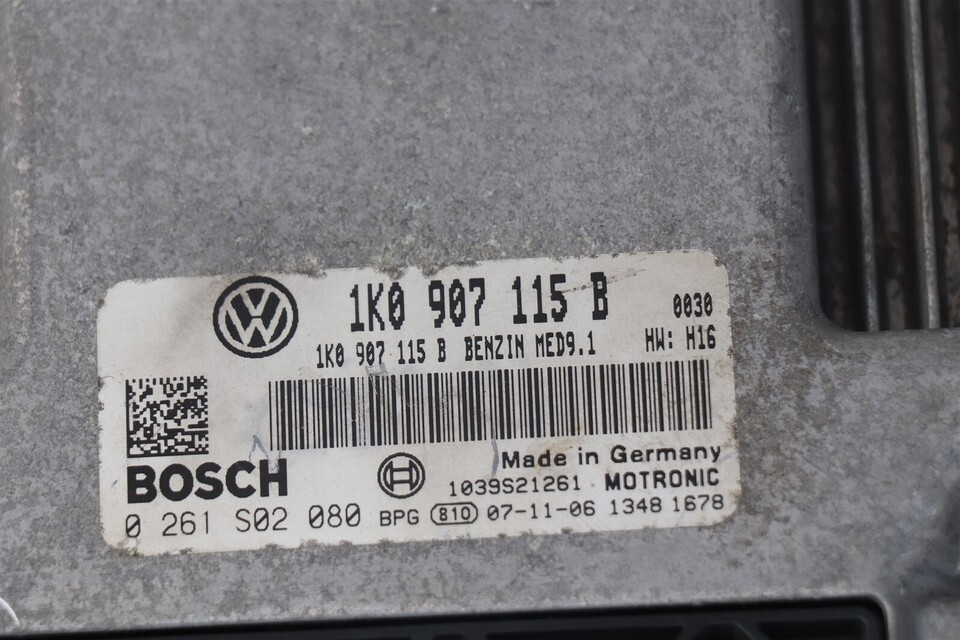 1K0 907 115 B 0030
1K0 907 115 B BENZIN MED9.1 HW: H16
Made in Germany
BOSCH 1039S21261 MOTRONIC
0 261 S02 080 BPG 810 07-11-06 1348 1678